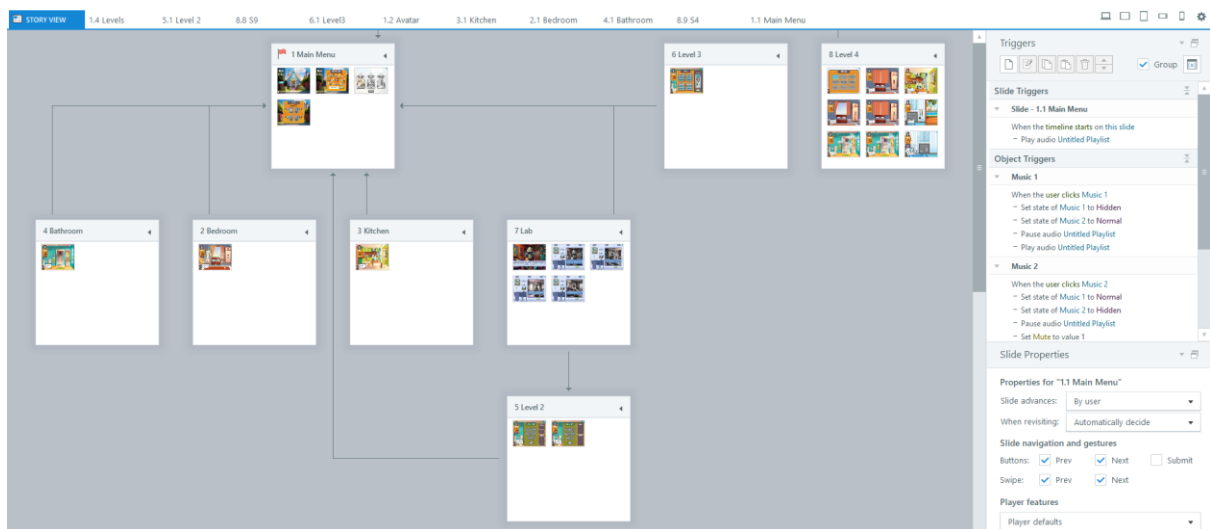 STORY VIEW
1.4 Levels
5.1 Level 2
8.8 S9
6.1 Level3
1.2 Avatar
3.1 Kitchen
2.1 Bedroom
4.1 Bathroom
8.9 S4
1.1 Main Menu
1 Main Menu
6 Level 3
8 Level 4
4 Bathroom
2 Bedroom
3 Kitchen
7 Lab
5 Level 2
Triggers
Group
Slide Triggers
Slide - 1.1 Main Menu
When the timeline starts on this slide
- Play audio Untitled Playlist
Object Triggers
Music 1
When the user clicks Music 1
- Set state of Music 1 to Hidden
- Set state of Music 2 to Normal
- Pause audio Untitled Playlist
- Play audio Untitled Playlist
Music 2
When the user clicks Music 2
- Set state of Music 1 to Normal
- Set state of Music 2 to Hidden
- Pause audio Untitled Playlist
- Set Mute to value 1
Slide Properties
Properties for "1.1 Main Menu"
Slide advances: By user
When revisiting: Automatically decide
Slide navigation and gestures
Buttons: Prev Next Submit
Swipe: Prev Next
Player features
Player defaults